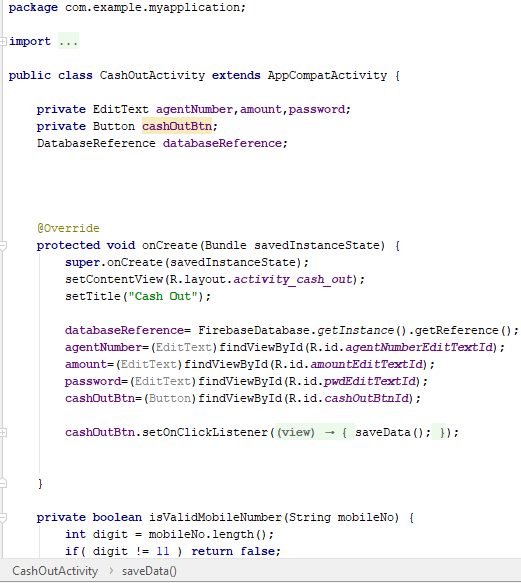 package com.example.myapplication;
import ...
public class CashOutActivity extends AppCompatActivity {
private EditText agentNumber,amount,password;
private Button cashOutBtn;
DatabaseReference databaseReference;
@Override
protected void onCreate(Bundle savedInstanceState) {
super.onCreate(savedInstanceState);
setContentView(R.layout.activity_cash_out);
setTitle("Cash Out");
databaseReference= FirebaseDatabase.getInstance().getReference();
agentNumber=(EditText)findViewById(R.id.agentNumberEditTextId);
amount=(EditText)findViewById(R.id.amountEditTextId);
password=(EditText)findViewById(R.id.pwdEditTextId);
cashOutBtn=(Button)findViewById(R.id.cashOutBtnId);
cashOutBtn.setOnClickListener((view) → { saveData(); });
}
private boolean isValidMobileNumber(String mobileNo) {
int digit = mobileNo.length();
if( digit != 11 ) return false;
CashOutActivity > saveData()